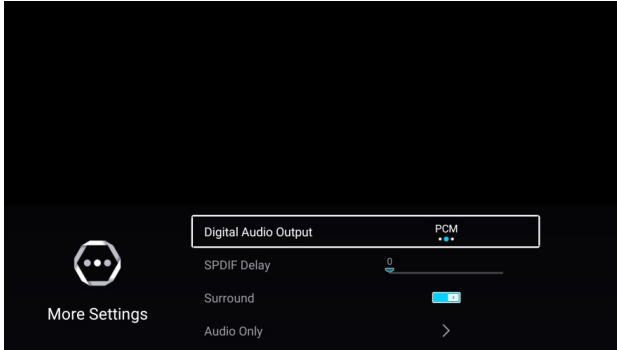 Digital Audio Output
PCM
SPDIF Delay
0
Surround
More Settings
Audio Only